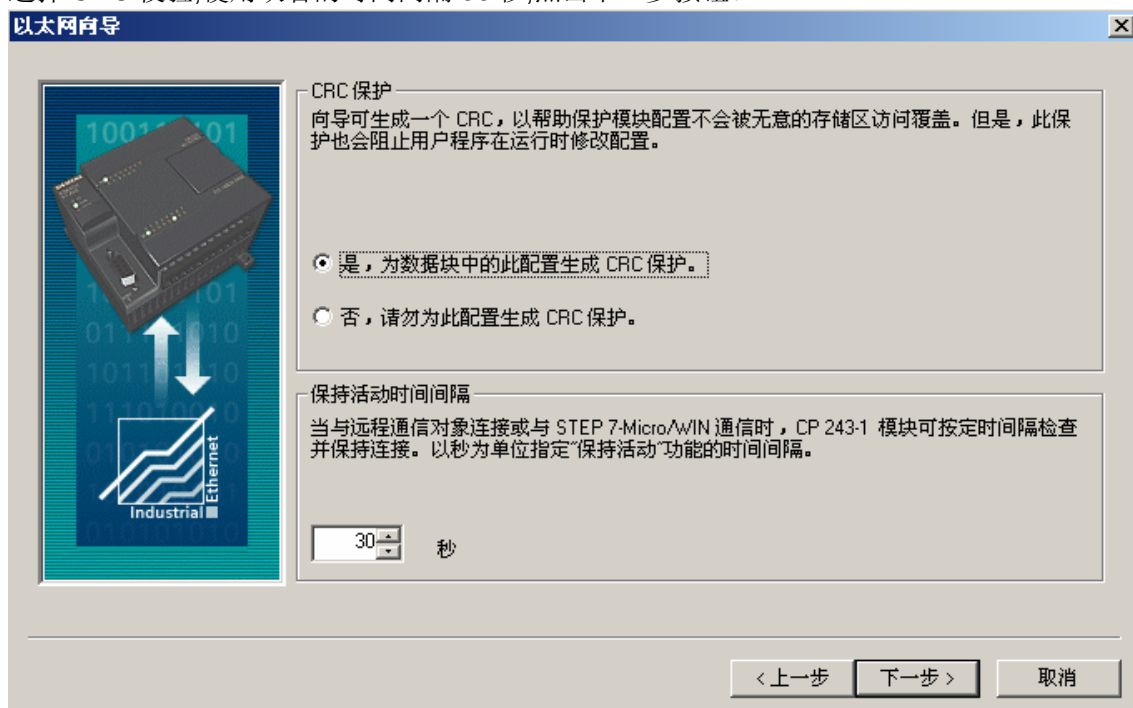 以太网向导
CRC 保护
向导可生成一个 CRC，以帮助保护模块配置不会被无意的存储区访问覆盖。但是，此保
护也会阻止用户程序在运行时修改配置。
是，为数据块中的此配置生成 CRC 保护。
否，请勿为此配置生成 CRC 保护。
保持活动时间间隔
当与远程通信对象连接或与 STEP 7-Micro/WIN 通信时，CP 243-1 模块可按定时间隔检查
并保持连接。以秒为单位指定“保持活动”功能的时间间隔。
30 秒
Industrial
Ethernet
<上一步
下一步>
取消